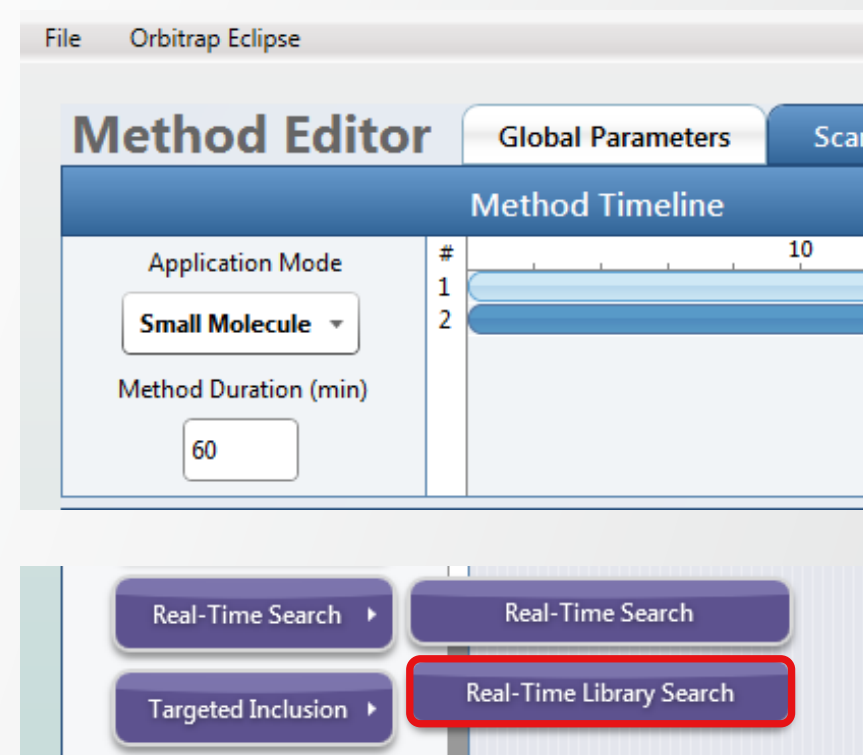 File Orbitrap Eclipse
Method Editor Global Parameters
Method Timeline
Application Mode # 10
1
Small Molecule 2
Method Duration (min)
60
Real-Time Search Real-Time Search
Targeted Inclusion Real-Time Library Search